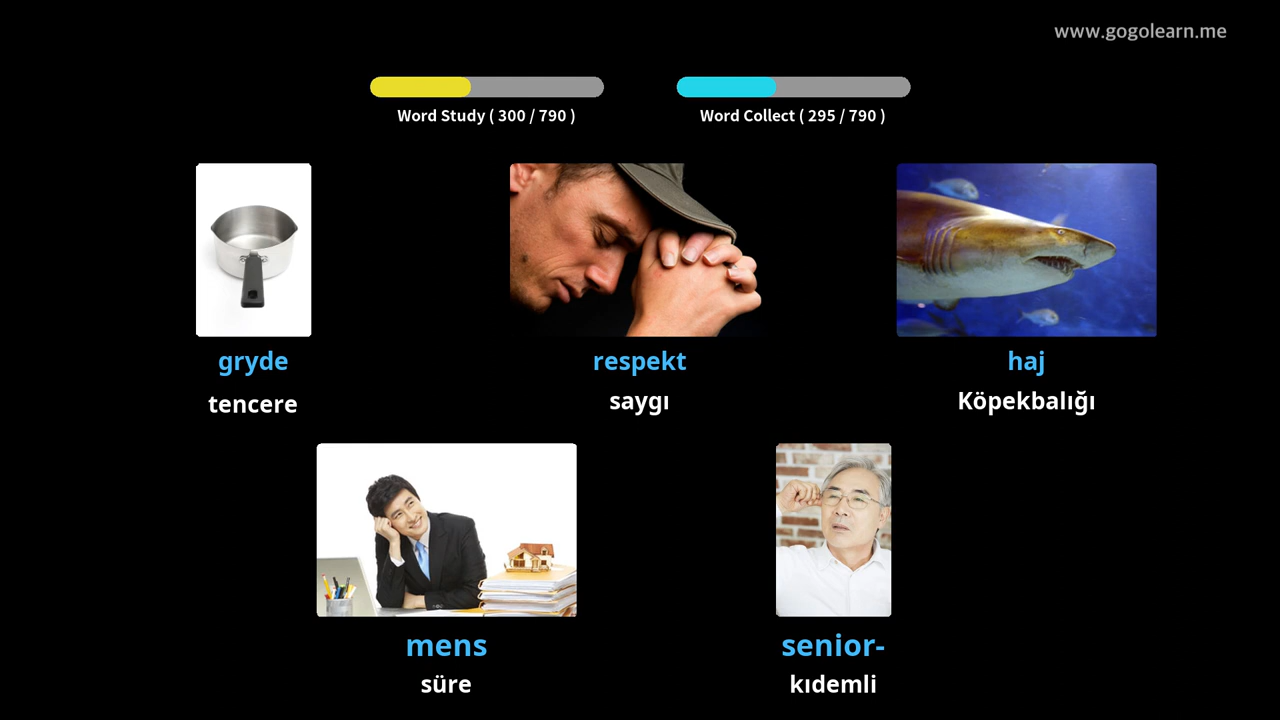 www.gogolearn.me
Word Study ( 300 / 790 )
Word Collect ( 295 / 790 )
gryde
respekt
haj
tencere
saygı
Köpekbalığı
mens
senior-
süre
kıdemli